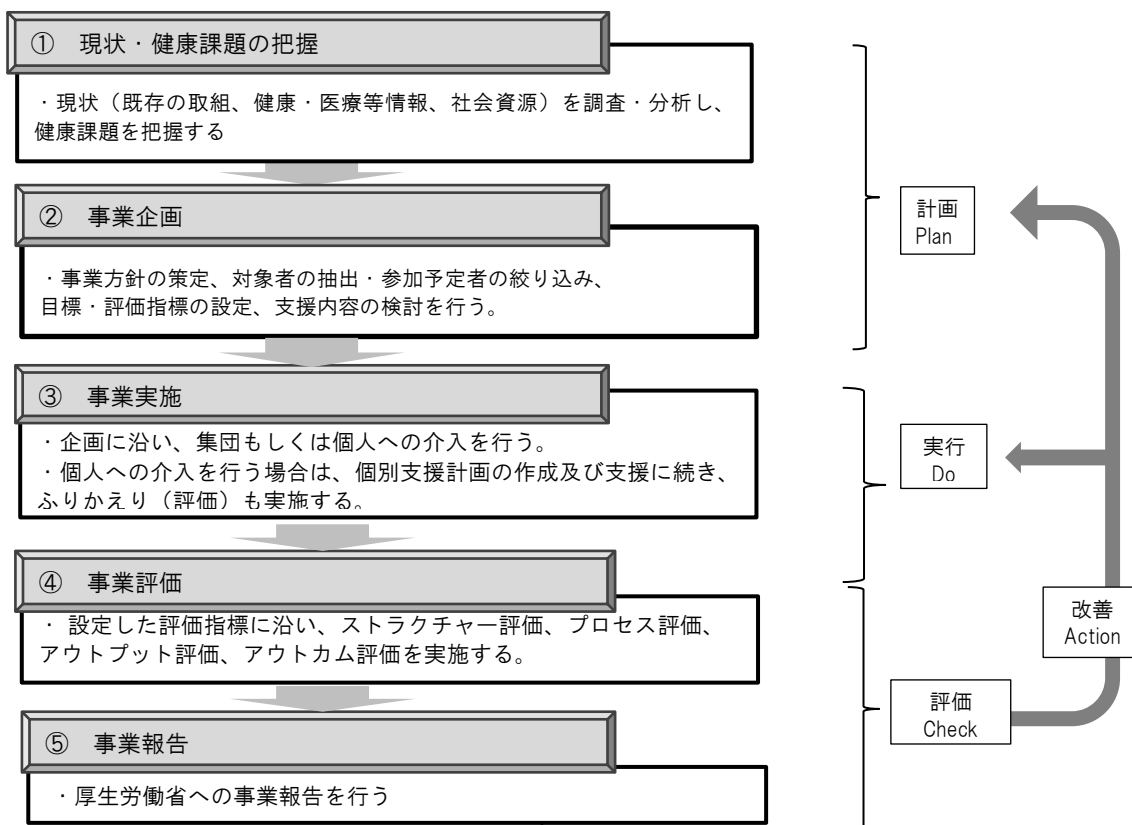 ① 現状・健康課題の把握
・現状（既存の取組、健康・医療等情報、社会資源）を調査・分析し、
健康課題を把握する
② 事業企画
・事業方針の策定、対象者の抽出・参加予定者の絞り込み、
目標・評価指標の設定、支援内容の検討を行う。
③ 事業実施
・企画に沿い、集団もしくは個人への介入を行う。
・個人への介入を行う場合は、個別支援計画の作成及び支援に続き、
ふりかえり（評価）も実施する。
④ 事業評価
・ 設定した評価指標に沿い、ストラクチャー評価、プロセス評価、
アウトプット評価、アウトカム評価を実施する。
⑤ 事業報告
・厚生労働省への事業報告を行う
計画
Plan
実行
Do
改善
Action
評価
Check